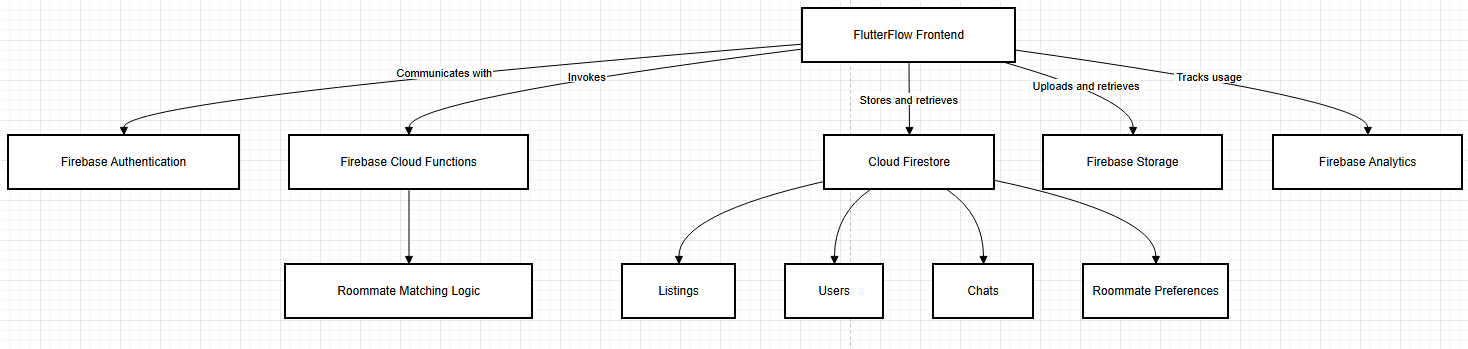 FlutterFlow Frontend
Communicates with
Invokes
Stores and retrieves
Uploads and retrieves
Tracks usage
Firebase Authentication
Firebase Cloud Functions
Cloud Firestore
Firebase Storage
Firebase Analytics
Roommate Matching Logic
Listings
Users
Chats
Roommate Preferences